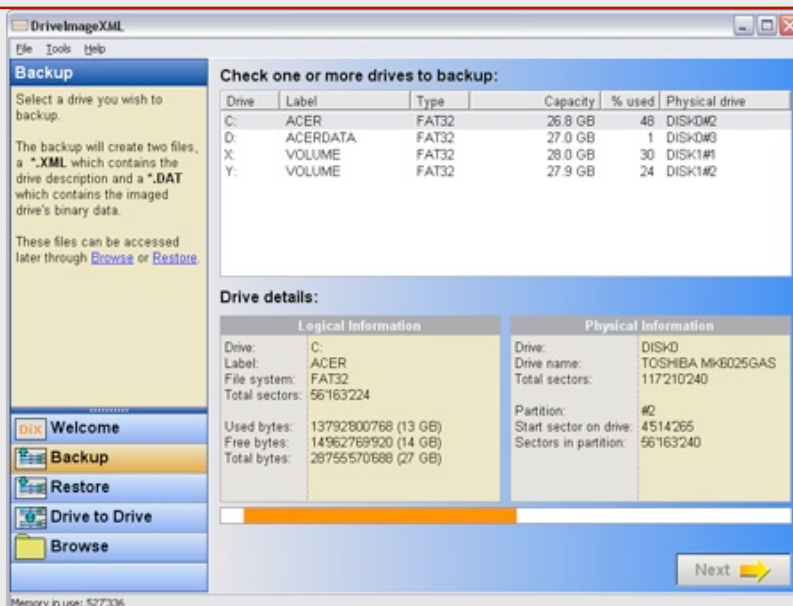 DriveImageXML
File Tools Help
Backup
Select a drive you wish to
backup.
The backup will create two files,
a *.XML which contains the
drive description and a *.DAT
which contains the imaged
drive's binary data.
These files can be accessed
later through Browse or Restore.
DIX Welcome
Backup
Restore
Drive to Drive
Browse
Memory in use: 527'336
Check one or more drives to backup:
Drive Label Type Capacity % used Physical drive
C: ACER FAT32 26.8 GB 48 DISK0#2
D: ACERDATA FAT32 27.0 GB 1 DISK0#3
X: VOLUME FAT32 28.0 GB 30 DISK1#1
Y: VOLUME FAT32 27.9 GB 24 DISK1#2
Drive details:
Logical Information
Drive: C:
Label: ACER
File system: FAT32
Total sectors: 56'163'224
Used bytes: 13'792'800'768 (13 GB)
Free bytes: 14'962'769'920 (14 GB)
Total bytes: 28'755'570'688 (27 GB)
Physical Information
Drive: DISK0
Drive name: TOSHIBA MK6025GAS
Total sectors: 117'210'240
Partition: #2
Start sector on drive: 4'514'265
Sectors in partition: 56'163'240
Next